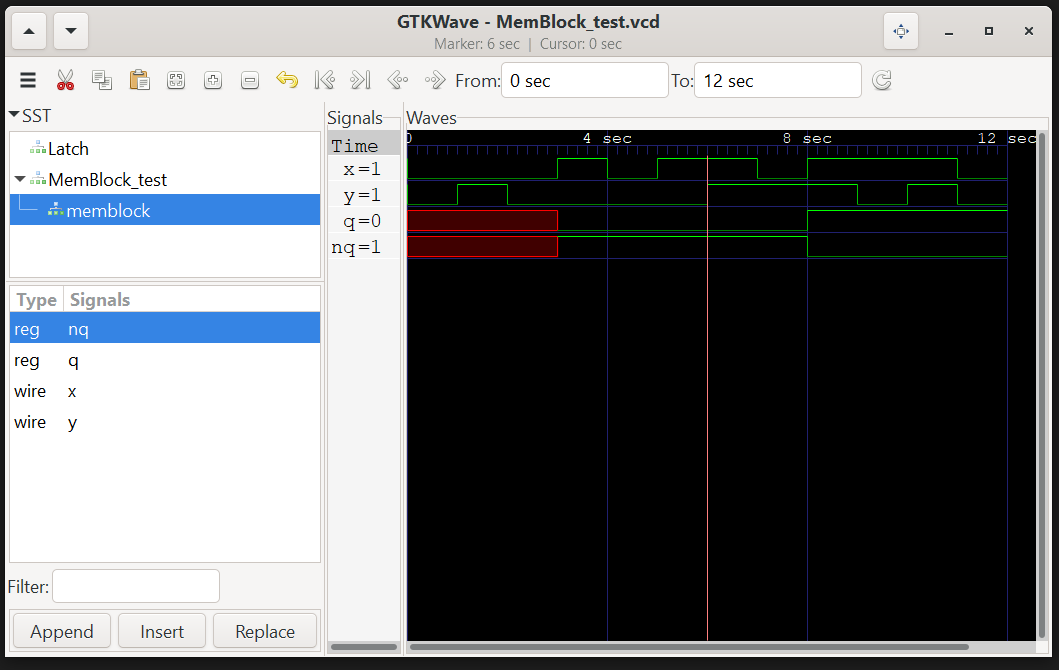 GTKWave - MemBlock_test.vcd
Marker: 6 sec | Cursor: 0 sec
From: 0 sec To: 12 sec
SST
Latch
MemBlock_test
memblock
Type Signals
reg nq
reg q
wire x
wire y
Filter:
Append Insert Replace
Signals
Time
x=1
y=1
q=0
nq=1
Waves
0 4 sec 8 sec 12 sec